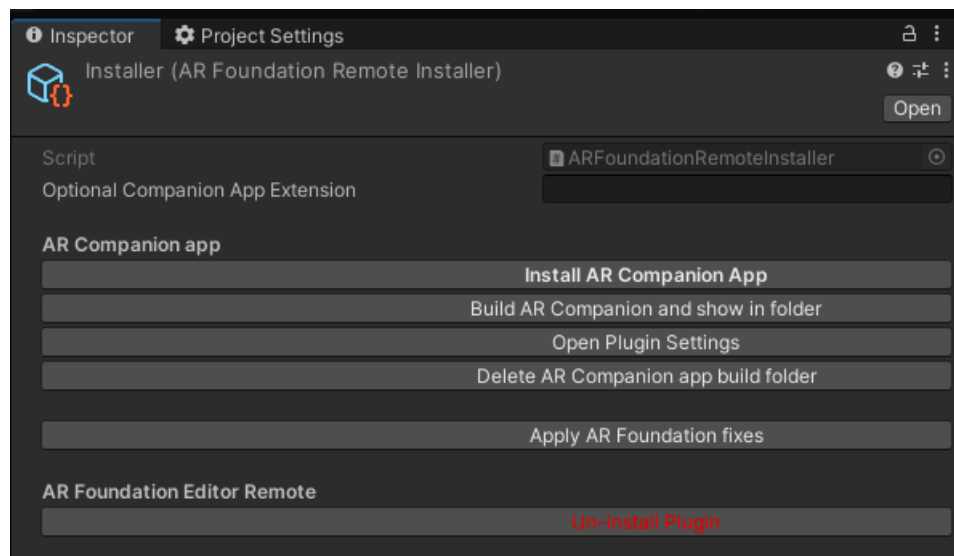 Inspector
Project Settings
Installer (AR Foundation Remote Installer)
Open
Script
ARFoundationRemoteInstaller
Optional Companion App Extension
AR Companion app
Install AR Companion App
Build AR Companion and show in folder
Open Plugin Settings
Delete AR Companion app build folder
Apply AR Foundation fixes
AR Foundation Editor Remote
Un-install Plugin